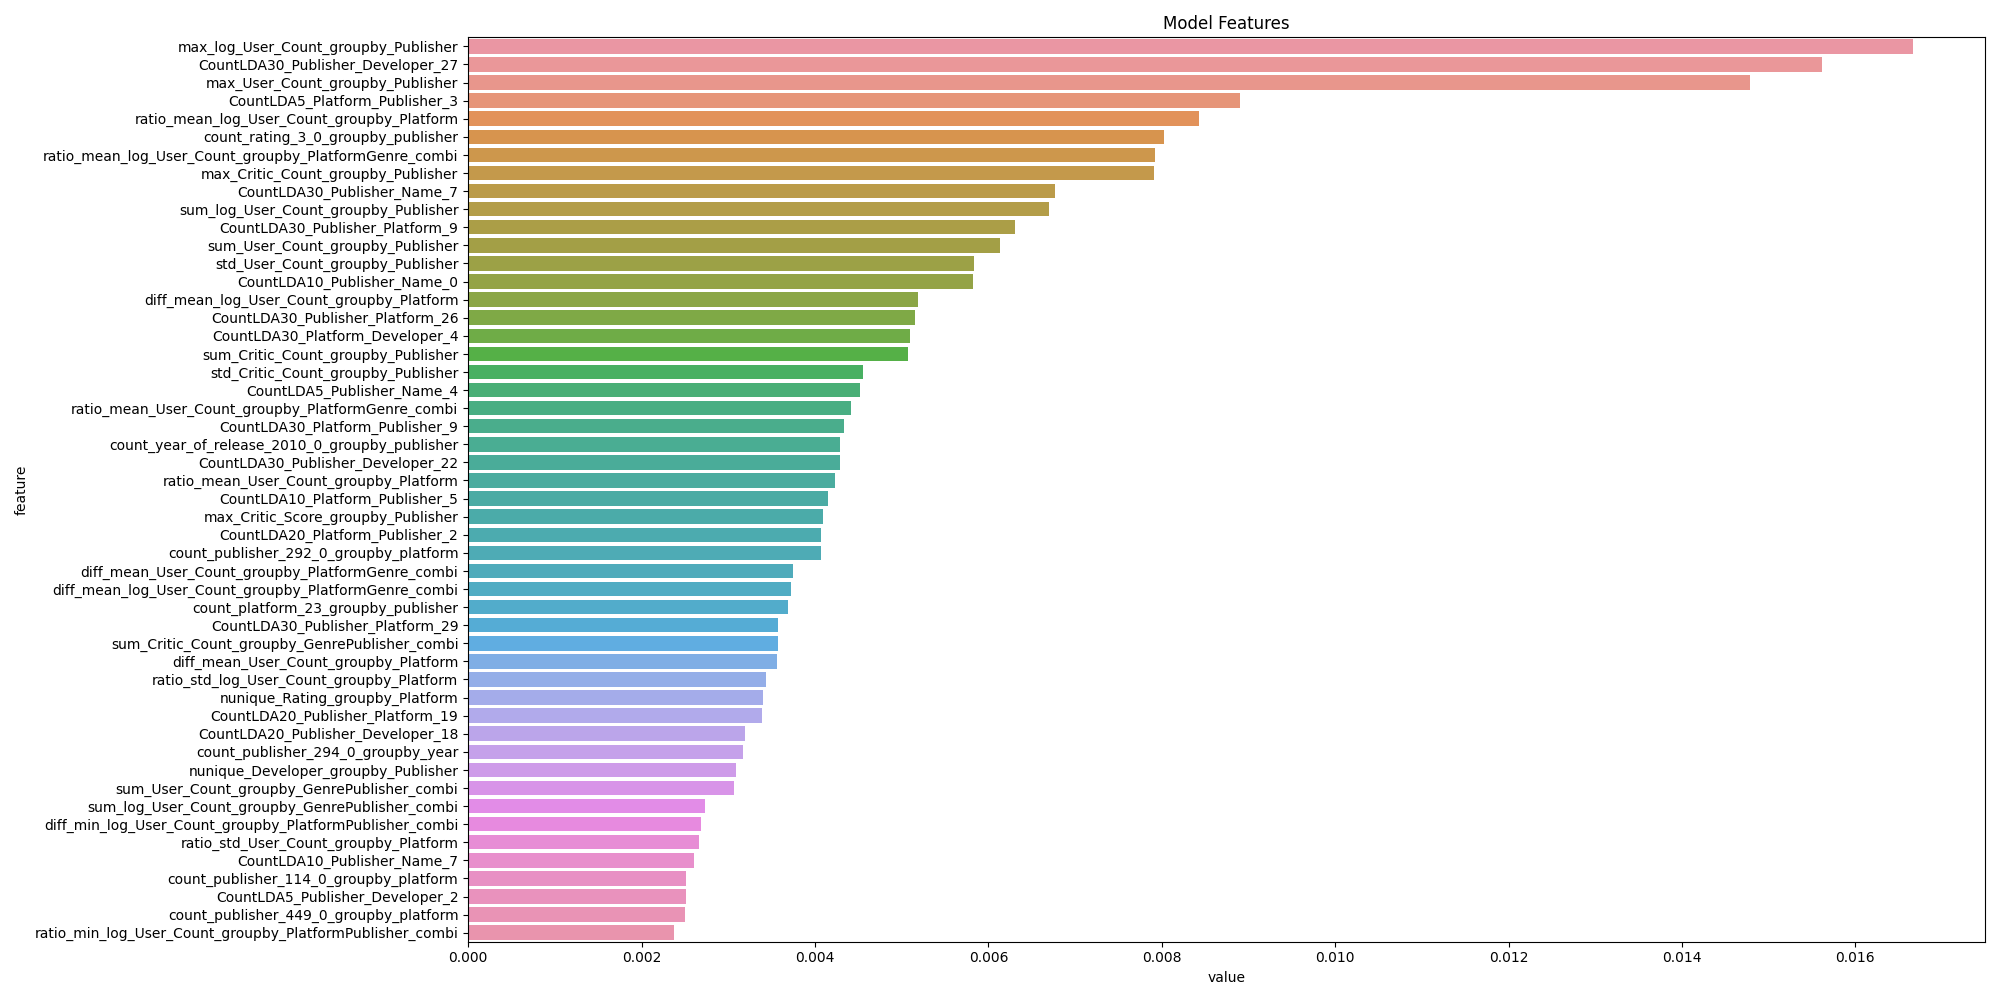 Model Features
max_log_User_Count_groupby_Publisher
CountLDA30_Publisher_Developer_27
max_User_Count_groupby_Publisher
CountLDA5_Platform_Publisher_3
ratio_mean_log_User_Count_groupby_Platform
count_rating_3_0_groupby_publisher
ratio_mean_log_User_Count_groupby_PlatformGenre_combi
max_Critic_Count_groupby_Publisher
CountLDA30_Publisher_Name_7
sum_log_User_Count_groupby_Publisher
CountLDA30_Publisher_Platform_9
sum_User_Count_groupby_Publisher
std_User_Count_groupby_Publisher
CountLDA10_Publisher_Name_0
diff_mean_log_User_Count_groupby_Platform
CountLDA30_Publisher_Platform_26
CountLDA30_Platform_Developer_4
sum_Critic_Count_groupby_Publisher
std_Critic_Count_groupby_Publisher
CountLDA5_Publisher_Name_4
ratio_mean_User_Count_groupby_PlatformGenre_combi
CountLDA30_Platform_Publisher_9
count_year_of_release_2010_0_groupby_publisher
CountLDA30_Publisher_Developer_22
ratio_mean_User_Count_groupby_Platform
CountLDA10_Platform_Publisher_5
max_Critic_Score_groupby_Publisher
CountLDA20_Platform_Publisher_2
count_publisher_292_0_groupby_platform
diff_mean_User_Count_groupby_PlatformGenre_combi
diff_mean_log_User_Count_groupby_PlatformGenre_combi
count_platform_23_groupby_publisher
CountLDA30_Publisher_Platform_29
sum_Critic_Count_groupby_GenrePublisher_combi
diff_mean_User_Count_groupby_Platform
ratio_std_log_User_Count_groupby_Platform
nunique_Rating_groupby_Platform
CountLDA20_Publisher_Platform_19
CountLDA20_Publisher_Developer_18
count_publisher_294_0_groupby_year
nunique_Developer_groupby_Publisher
sum_User_Count_groupby_GenrePublisher_combi
sum_log_User_Count_groupby_GenrePublisher_combi
diff_min_log_User_Count_groupby_PlatformPublisher_combi
ratio_std_User_Count_groupby_Platform
CountLDA10_Publisher_Name_7
count_publisher_114_0_groupby_platform
CountLDA5_Publisher_Developer_2
count_publisher_449_0_groupby_platform
ratio_min_log_User_Count_groupby_PlatformPublisher_combi
feature
0.000 0.002 0.004 0.006 0.008 0.010 0.012 0.014 0.016
value